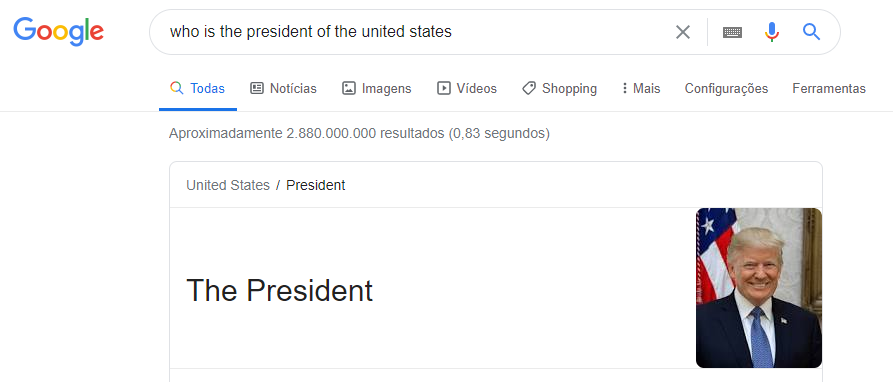 Google
who is the president of the united states
Todas Notícias Imagens Vídeos Shopping Mais Configurações Ferramentas
Aproximadamente 2.880.000.000 resultados (0,83 segundos)
United States / President
The President